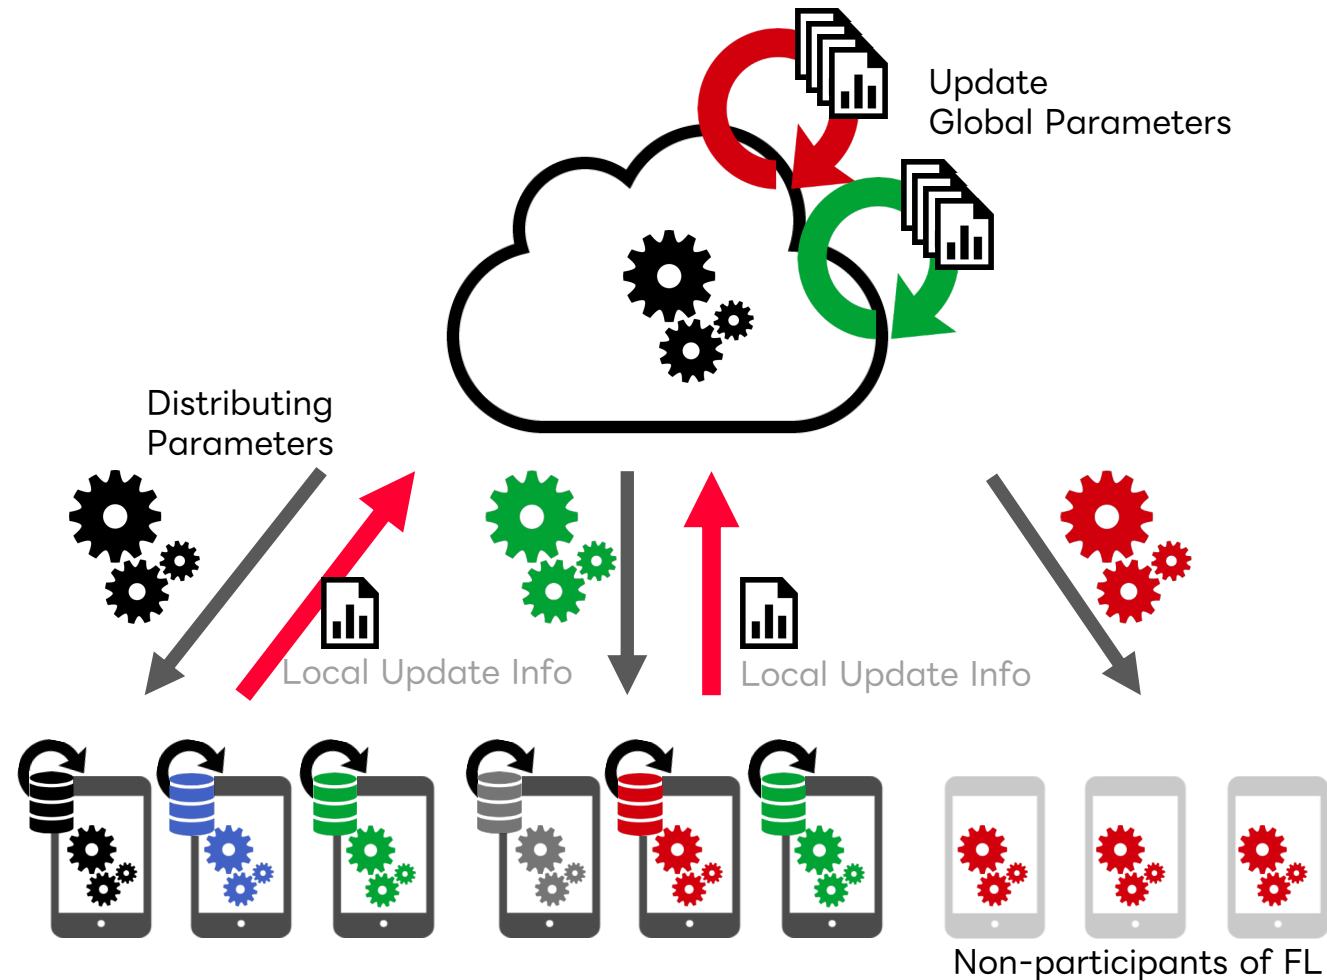 Update
Global Parameters
Distributing
Parameters
Local Update Info
Local Update Info
Non-participants of FL